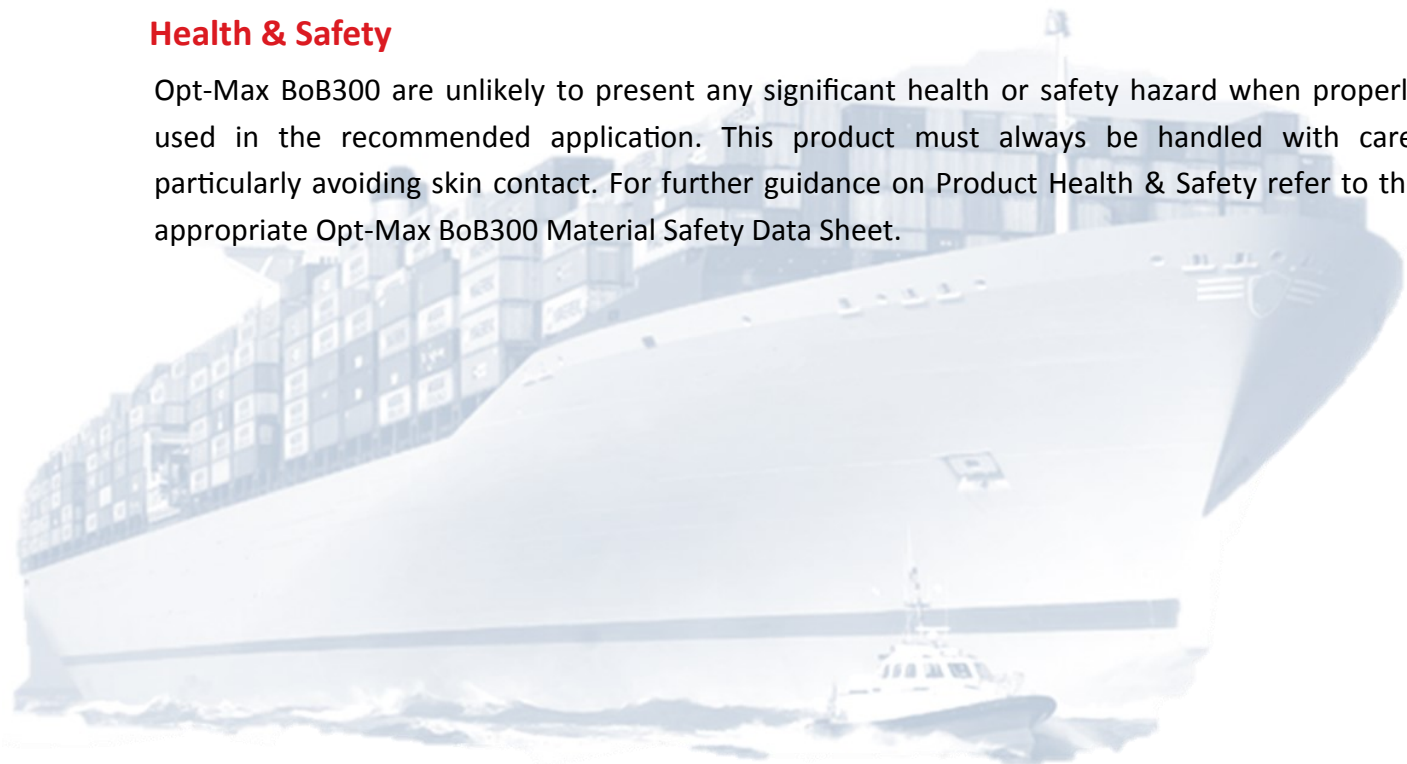 Health & Safety
Opt-Max BoB300 are unlikely to present any significant health or safety hazard when properl
used in the recommended application. This product must always be handled with care
particularly avoiding skin contact. For further guidance on Product Health & Safety refer to th
appropriate Opt-Max BoB300 Material Safety Data Sheet.